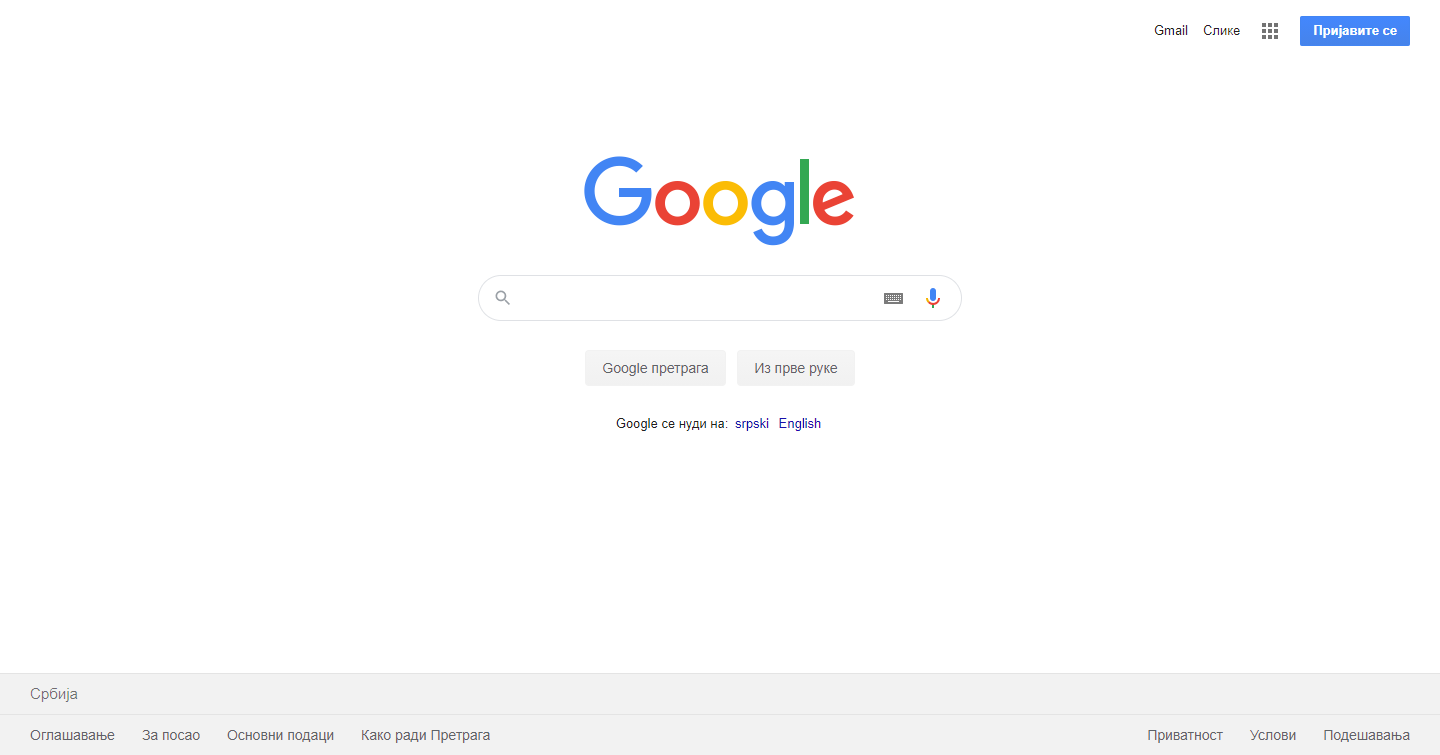 Gmail Слике Пријавите се
Google
Google претрага Из прве руке
Google се нуди на: srpski English
Србија
Оглашавање За посао Основни подаци Како ради Претрага Приватност Услови Подешавања